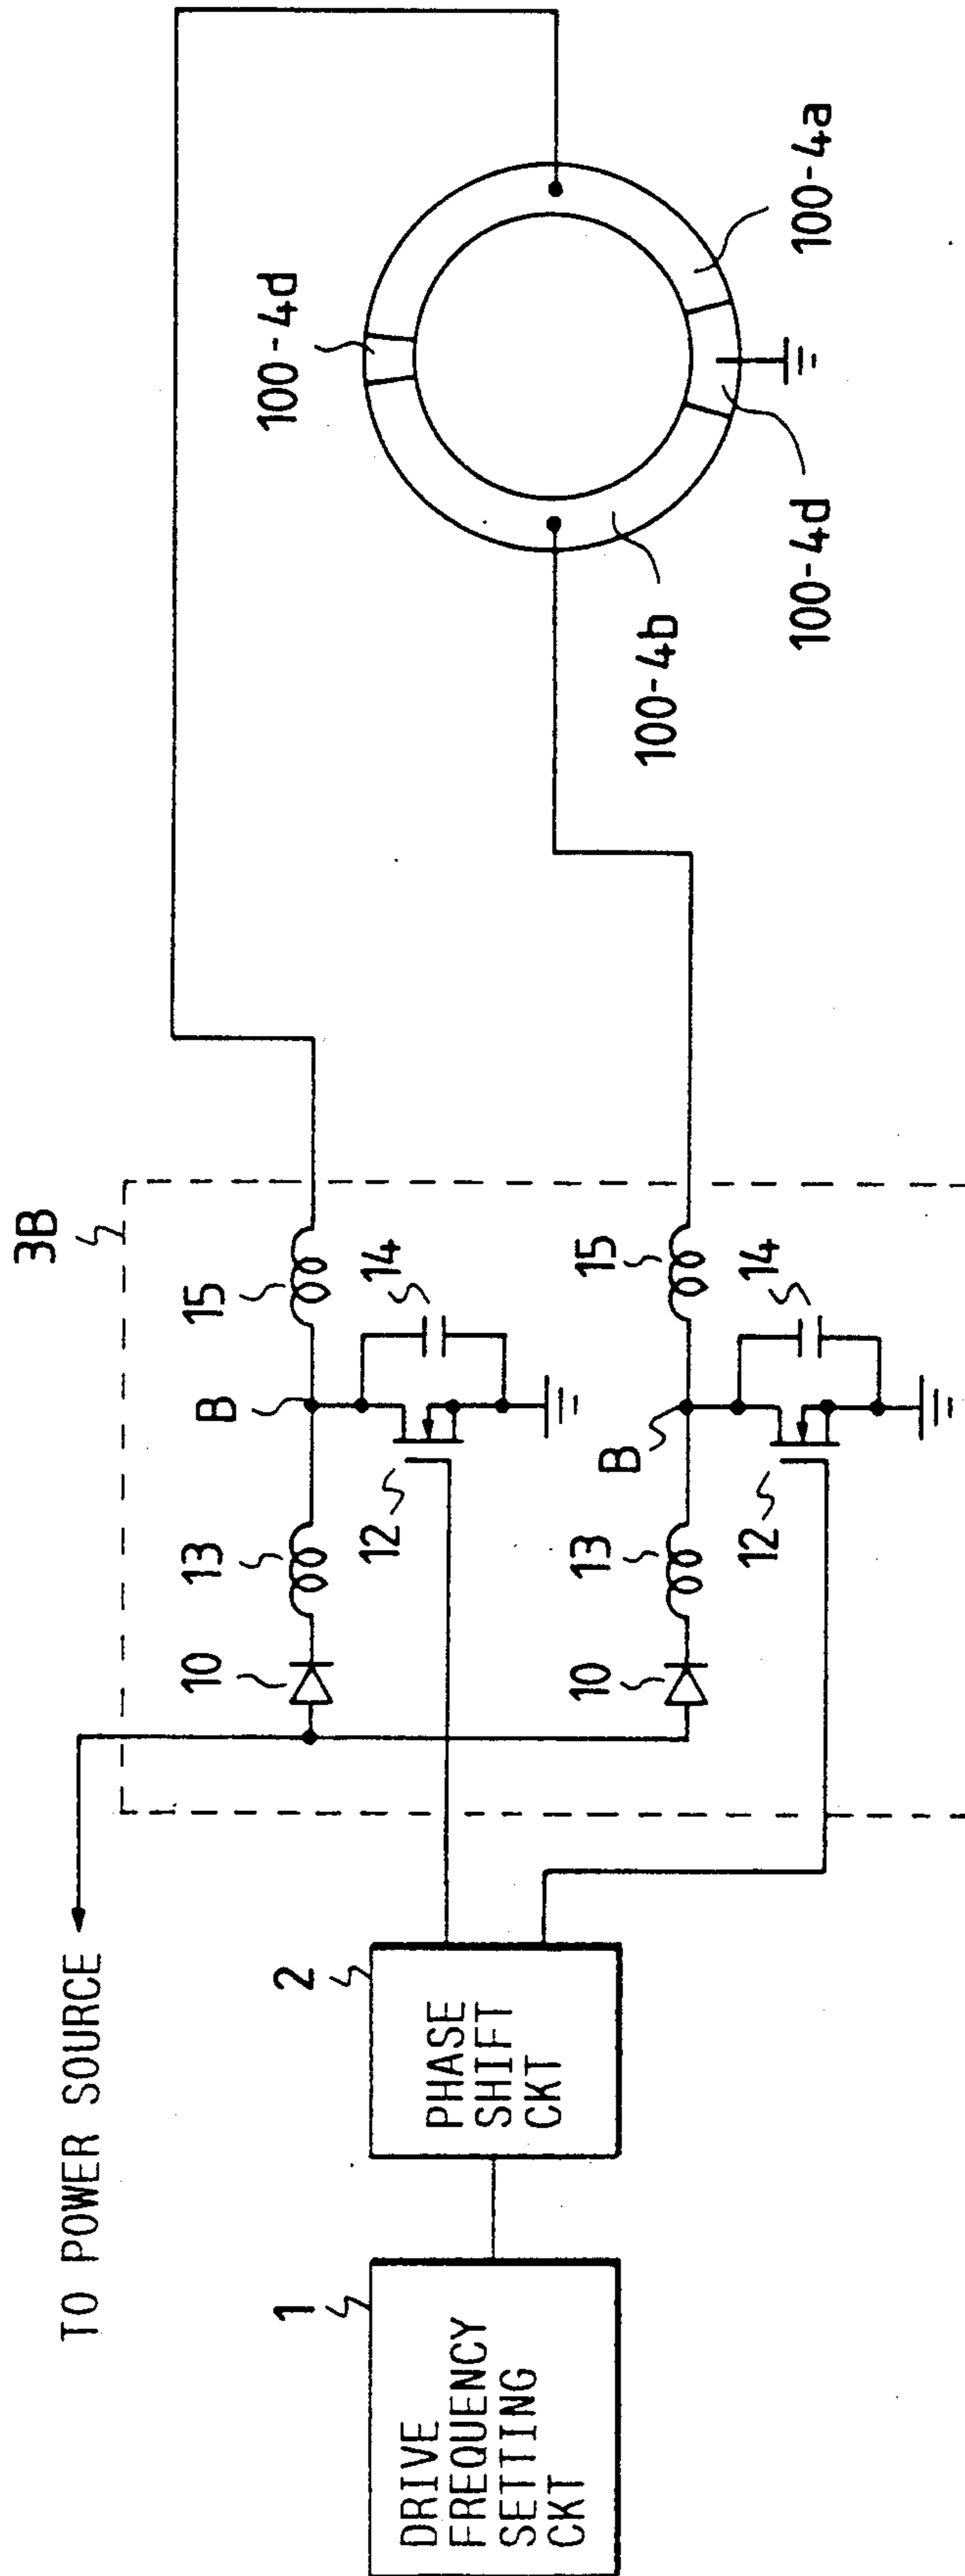 TO POWER SOURCE
3B
10
13
B
15
12
14
10
13
B
15
12
14
1
DRIVE
FREQUENCY
SETTING
CKT
2
PHASE
SHIFT
CKT
100-4d
100-4a
100-4b
100-4d